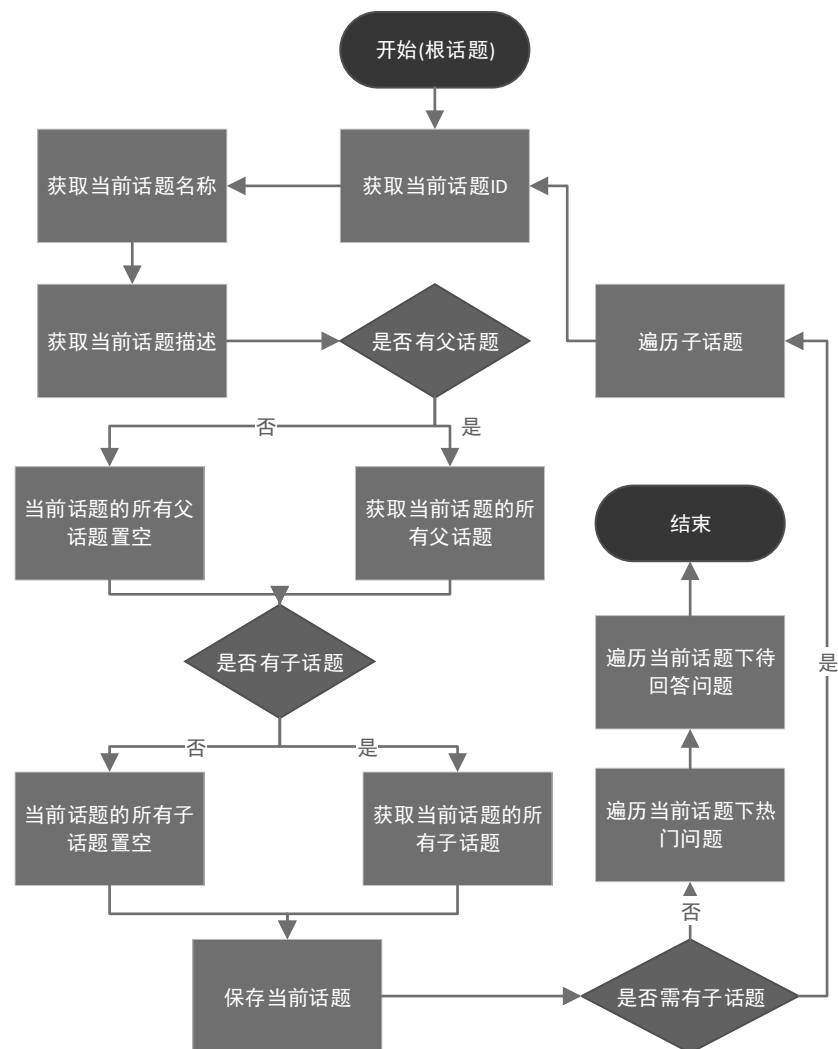 开始(根话题)
获取当前话题名称
获取当前话题ID
获取当前话题描述
是否有父话题
遍历子话题
否
是
当前话题的所有父
话题置空
获取当前话题的所
有父话题
结束
是否有子话题
遍历当前话题下待
回答问题
是
否
是
当前话题的所有子
话题置空
获取当前话题的所
有子话题
遍历当前话题下热
门问题
否
保存当前话题
是否需有子话题